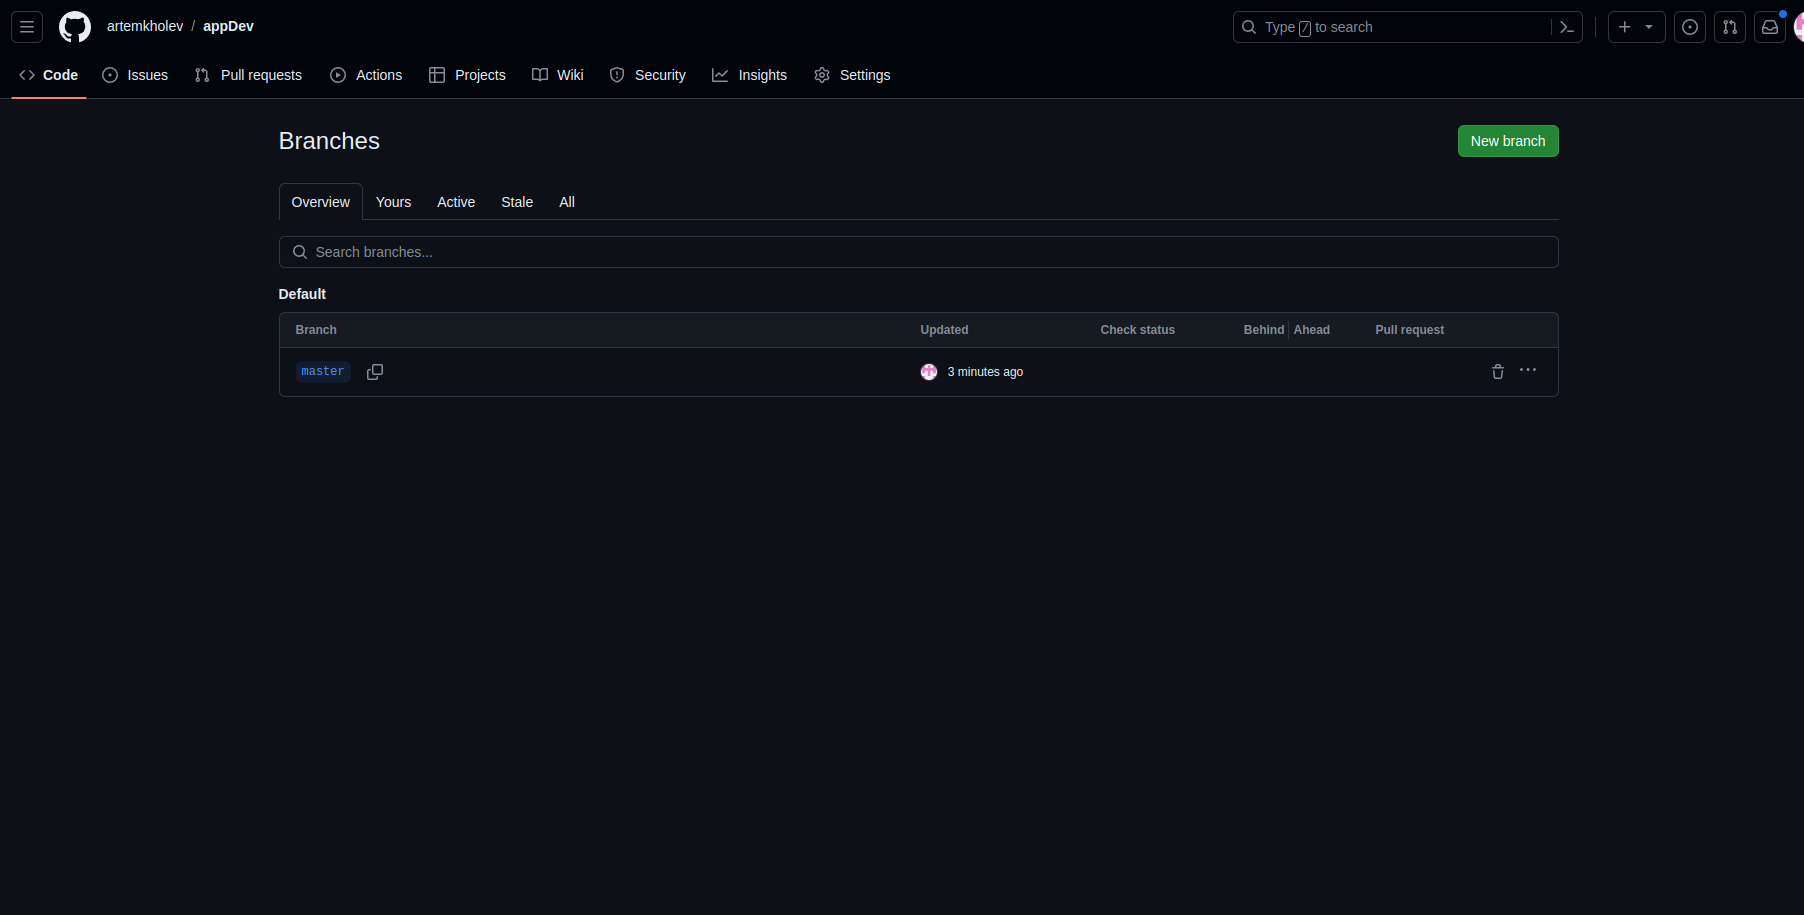 artemkholev / appDev
Type / to search
Code Issues Pull requests Actions Projects Wiki Security Insights Settings
Branches
New branch
Overview Yours Active Stale All
Search branches...
Default
Branch Updated Check status Behind Ahead Pull request
master 3 minutes ago